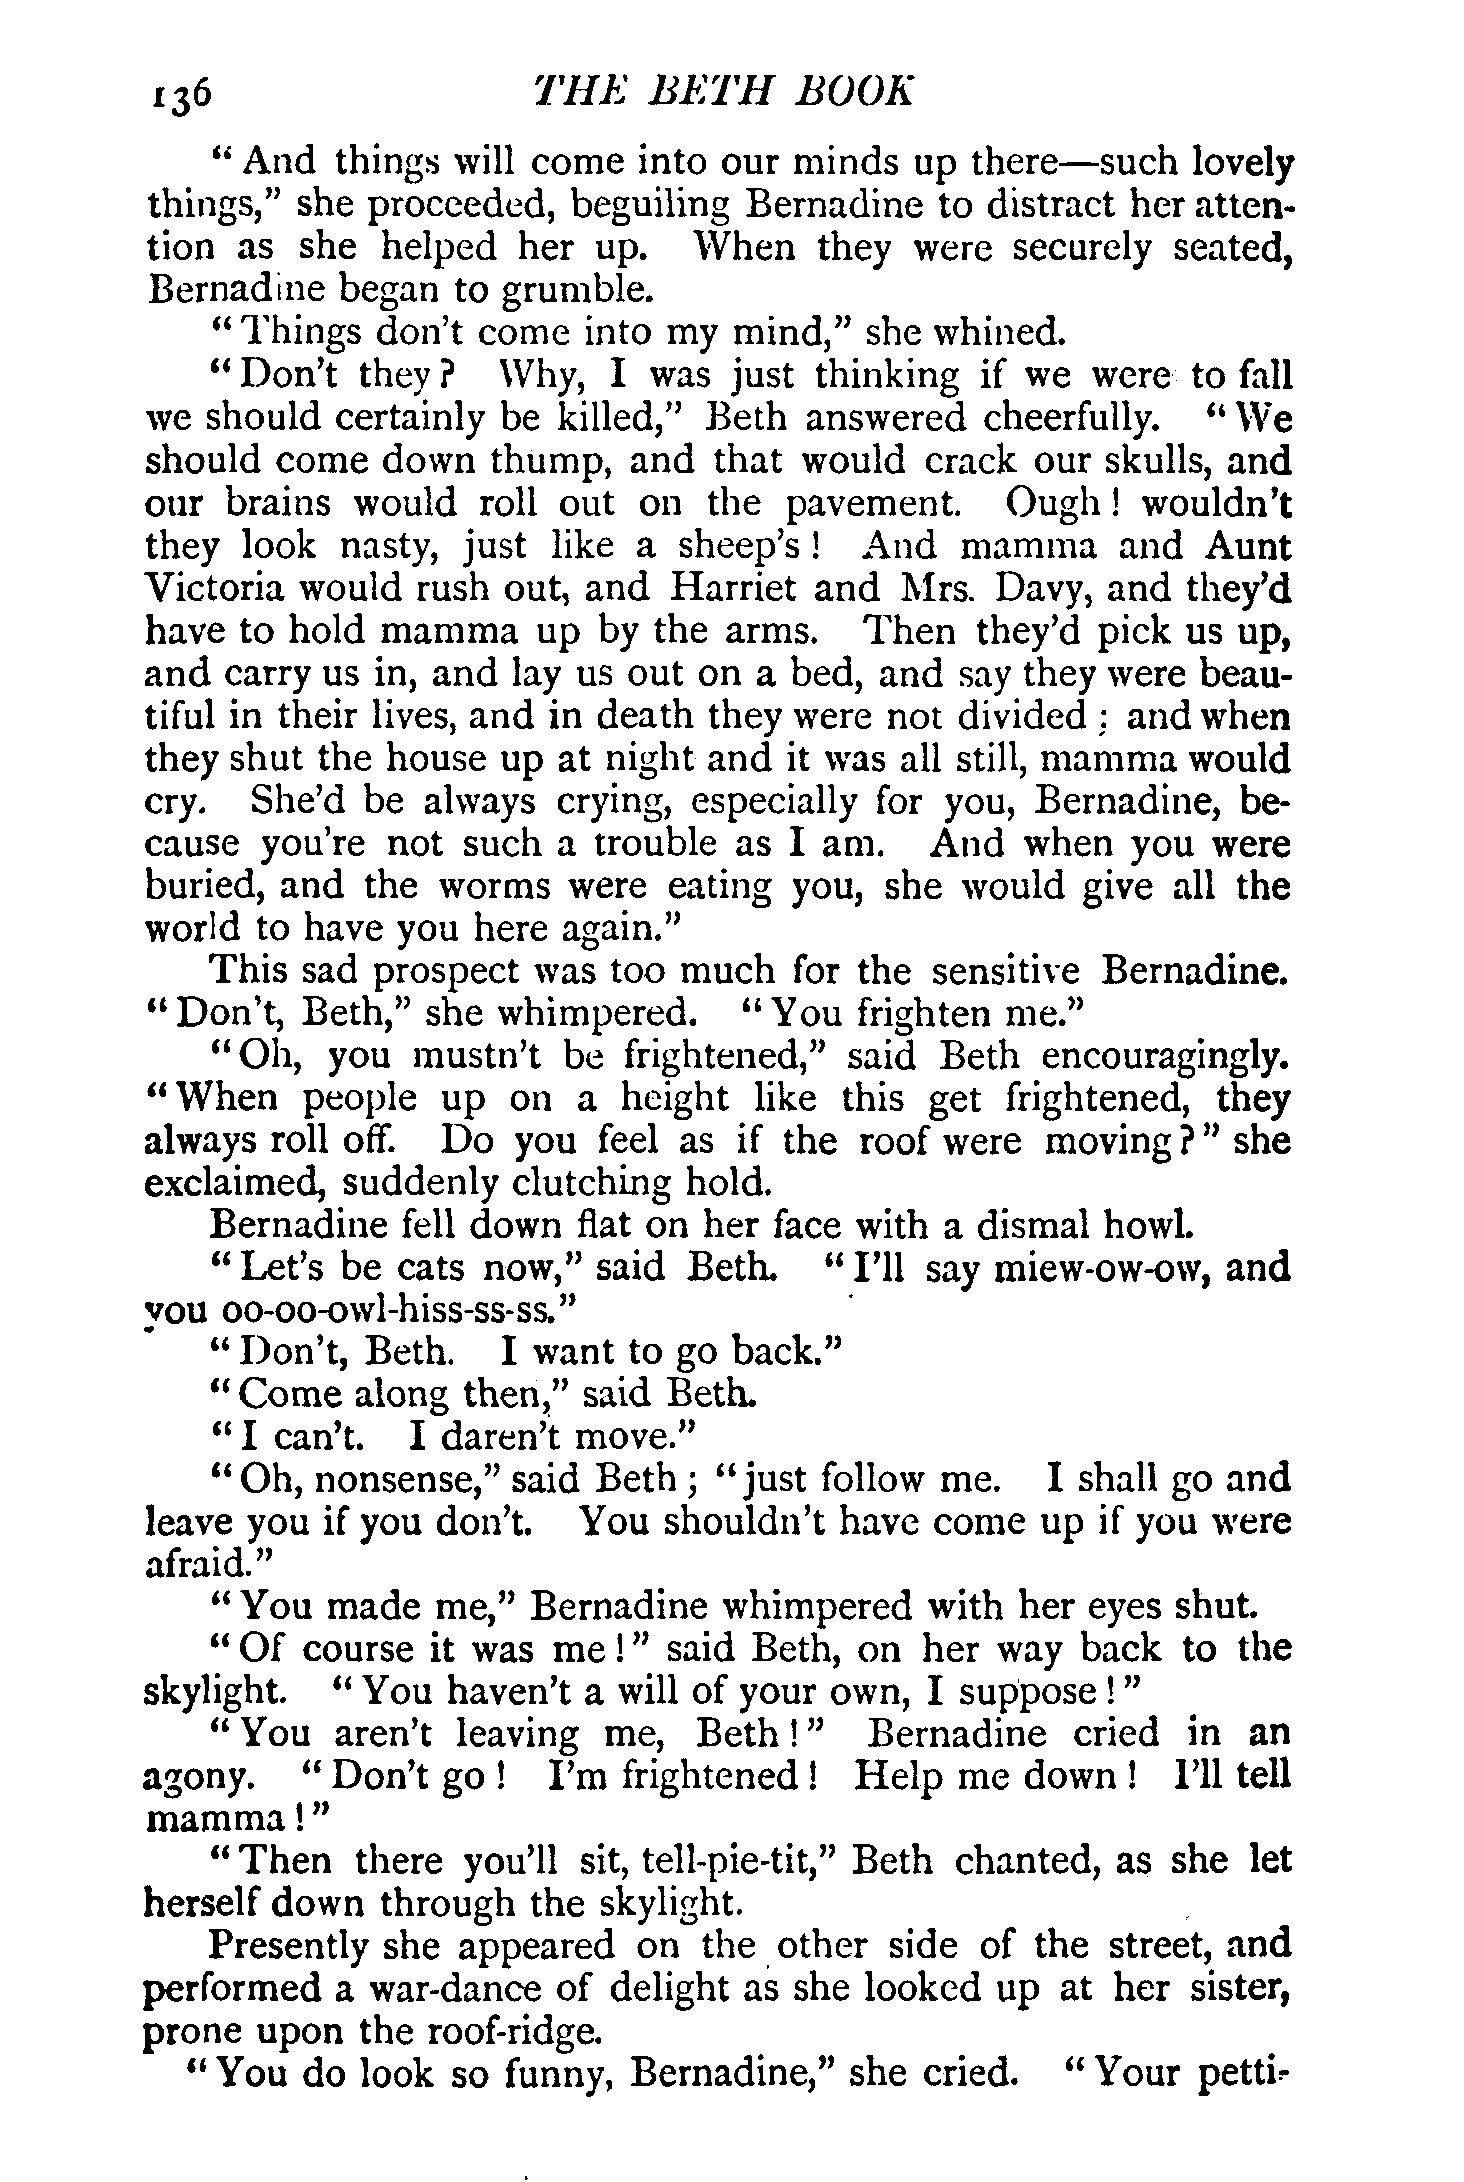 136 THE BETH BOOK
“And things will come into our minds up there—such lovely
things,” she proceeded, beguiling Bernadine to distract her atten-
tion as she helped her up. When they were securely seated,
Bernadine began to grumble.
“Things don't come into my mind,” she whined.
“Don't they? Why, I was just thinking if we were to fall
we should certainly be killed,” Beth answered cheerfully. “We
should come down thump, and that would crack our skulls, and
our brains would roll out on the pavement. Ough! wouldn't
they look nasty, just like a sheep's! And mamma and Aunt
Victoria would rush out, and Harriet and Mrs. Davy, and they'd
have to hold mamma up by the arms. Then they'd pick us up,
and carry us in, and lay us out on a bed, and say they were beau-
tiful in their lives, and in death they were not divided; and when
they shut the house up at night and it was all still, mamma would
cry. She'd be always crying, especially for you, Bernadine, be-
cause you're not such a trouble as I am. And when you were
buried, and the worms were eating you, she would give all the
world to have you here again.”
This sad prospect was too much for the sensitive Bernadine.
“Don't, Beth,” she whimpered. “You frighten me.”
“Oh, you mustn't be frightened,” said Beth encouragingly.
“When people up on a height like this get frightened, they
always roll off. Do you feel as if the roof were moving?” she
exclaimed, suddenly clutching hold.
Bernadine fell down flat on her face with a dismal howl.
“Let's be cats now,” said Beth. “I'll say miew-ow-ow, and
you oo-oo-owl-hiss-ss-ss.”
“Don't, Beth. I want to go back.”
“Come along then,” said Beth.
“I can't. I daren't move.”
“Oh, nonsense,” said Beth; “just follow me. I shall go and
leave you if you don't. You shouldn't have come up if you were
afraid.”
“You made me,” Bernadine whimpered with her eyes shut.
“Of course it was me!” said Beth, on her way back to the
skylight. “You haven't a will of your own, I suppose!”
“You aren't leaving me, Beth!” Bernadine cried in an
agony. “Don't go! I'm frightened! Help me down! I'll tell
mamma!”
“Then there you'll sit, tell-pie-tit,” Beth chanted, as she let
herself down through the skylight.
Presently she appeared on the other side of the street, and
performed a war-dance of delight as she looked up at her sister,
prone upon the roof-ridge.
“You do look so funny, Bernadine,” she cried. “Your petti-